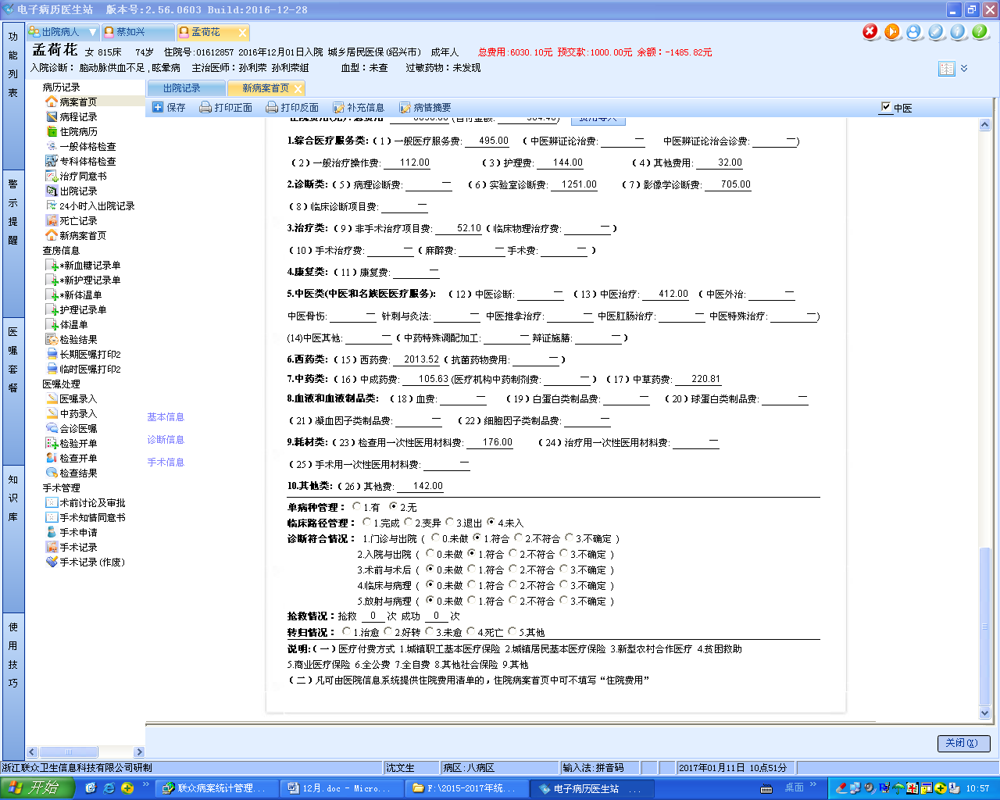 电子病历医生站 版本号:2.56.0603 Build:2016-12-28
出院病人 蔡如兴 孟荷花
孟荷花 女 815床 74岁 住院号:01612857 2016年12月01日入院 城乡居民医保(绍兴市) 成年人 总费用:6030.10元 预交款:1000.00元 余额：-1485.82元
入院诊断： 脑动脉供血不足,眩晕病 主治医师：孙利荣 孙利荣组 血型：未查 过敏药物：未发现
功能列表
警示提醒
医嘱套餐
知识库
使用技巧
病历记录
病案首页
病程记录
住院病历
一般体格检查
专科体格检查
治疗同意书
出院记录
24小时入出院记录
死亡记录
新病案首页
查房信息
*新血糖记录单
*新护理记录单
*新体温单
护理记录单
体温单
检验结果
长期医嘱打印2
临时医嘱打印2
医嘱处理
医嘱录入
中药录入
会诊医嘱
检验开单
检查开单
检查结果
手术管理
术前讨论及审批
手术知情同意书
手术申请
手术记录
手术记录(作废)
出院记录 新病案首页
保存 打印正面 打印反面 补充信息 病情摘要 中医
基本信息
诊断信息
手术信息
1.综合医疗服务类:（1）一般医疗服务费: 495.00 （ 中医辨证论治费: — 中医辨证论治会诊费: —)
（2）一般治疗操作费: 112.00 （3）护理费: 144.00 （4）其他费用: 32.00
2.诊断类:（5）病理诊断费: — （6）实验室诊断费: 1251.00 （7）影像学诊断费: 705.00
（8）临床诊断项目费: —
3.治疗类:（9）非手术治疗项目费: 52.10（ 临床物理治疗费: —）
（10）手术治疗费: —（ 麻醉费: — 手术费: — ）
4.康复类:（11）康复费: —
5.中医类(中医和名族医医疗服务): （12）中医诊断: — （13）中医治疗: 412.00 （ 中医外治: —
中医骨伤: — 针刺与灸法: — 中医推拿治疗: — 中医肛肠治疗: — 中医特殊治疗: —)
(14)中医其他: —（ 中药特殊调配加工: — 辩证施膳: —）
6.西药类:（15）西药费: 2013.52（ 抗菌药物费用: —）
7.中药类:（16）中成药费: 105.63 (医疗机构中药制剂费: —）（17）中草药费: 220.81
8.血液和血液制品类: （18）血费: — （19）白蛋白类制品费: — （20）球蛋白类制品费: —
（21）凝血因子类制品费: — （22）细胞因子类制品费: —
9.耗材类:（23）检查用一次性医用材料费: 176.00 （24）治疗用一次性医用材料费: —
（25）手术用一次性医用材料费: —
10.其他类:（26）其他费: 142.00
单病种管理： 1.有 2.无
临床路径管理： 1.完成 2.变异 3.退出 4.未入
诊断符合情况： 1.门诊与出院（ 0.未做 1.符合 2.不符合 3.不确定 ）
2.入院与出院（ 0.未做 1.符合 2.不符合 3.不确定 ）
3.术前与术后（ 0.未做 1.符合 2.不符合 3.不确定 ）
4.临床与病理（ 0.未做 1.符合 2.不符合 3.不确定 ）
5.放射与病理（ 0.未做 1.符合 2.不符合 3.不确定 ）
抢救情况：抢救 0 次 成功 0 次
转归情况： 1.治愈 2.好转 3.未愈 4.死亡 5.其他
说明:（一）医疗付费方式 1.城镇职工基本医疗保险 2.城镇居民基本医疗保险 3.新型农村合作医疗 4.贫困救助
5.商业医疗保险 6.全公费 7.全自费 8.其他社会保险 9.其他
（二）凡可由医院信息系统提供住院费用清单的，住院病案首页中可不填写“住院费用”
关闭(X)
浙江联众卫生信息科技有限公司研制 沈文生 病区:八病区 输入法:拼音码 2017年01月11日 10点51分
开始 联众病案统计管理... 12月.doc - Micro... F:\2015-2017年统... 电子病历医生站 ... 桌面 10:57